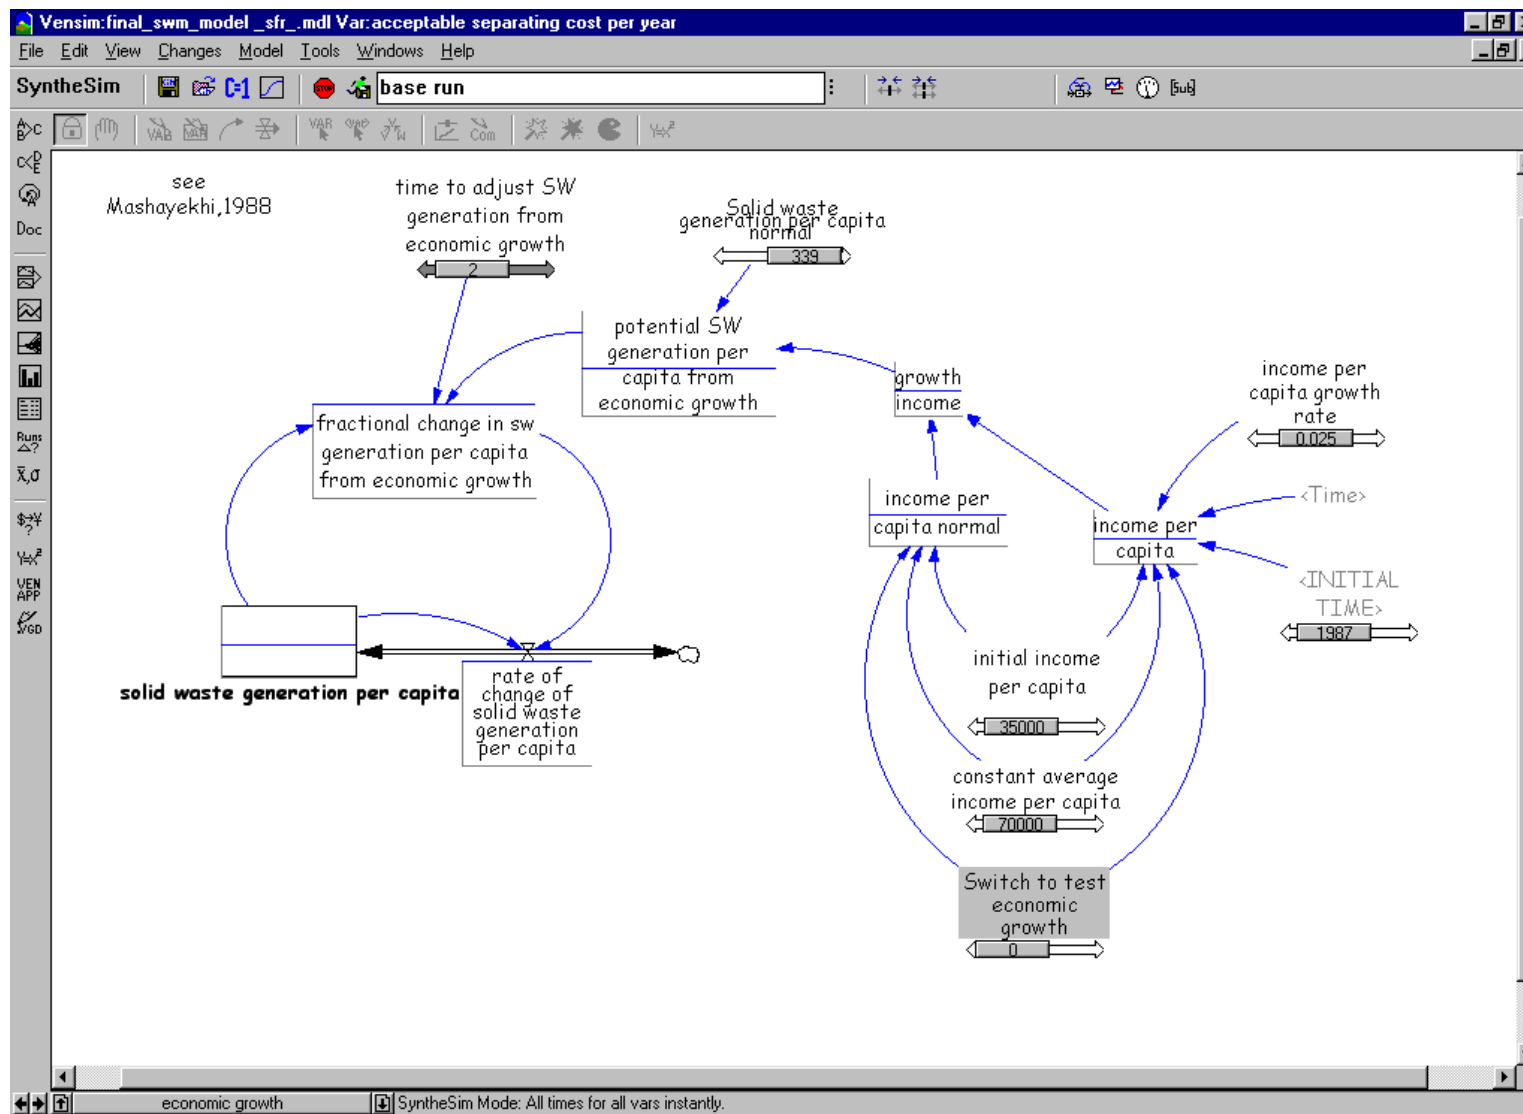 Vensim:final_swm_model _sfr_.mdl Var:acceptable separating cost per year
File Edit View Changes Model Tools Windows Help
SyntheSim
base run
Doc
Runs
VEN
APP
see
Mashayekhi,1988
time to adjust SW
generation from
economic growth
2
Solid waste
generation per capita
normal
339
potential SW
generation per
capita from
economic growth
growth
income
income per
capita growth
rate
0.025
fractional change in sw
generation per capita
from economic growth
income per
capita normal
<Time>
income per
capita
<INITIAL
TIME>
1987
solid waste generation per capita
rate of
change of
solid waste
generation
per capita
initial income
per capita
35000
constant average
income per capita
70000
Switch to test
economic
growth
0
economic growth
SyntheSim Mode: All times for all vars instantly.